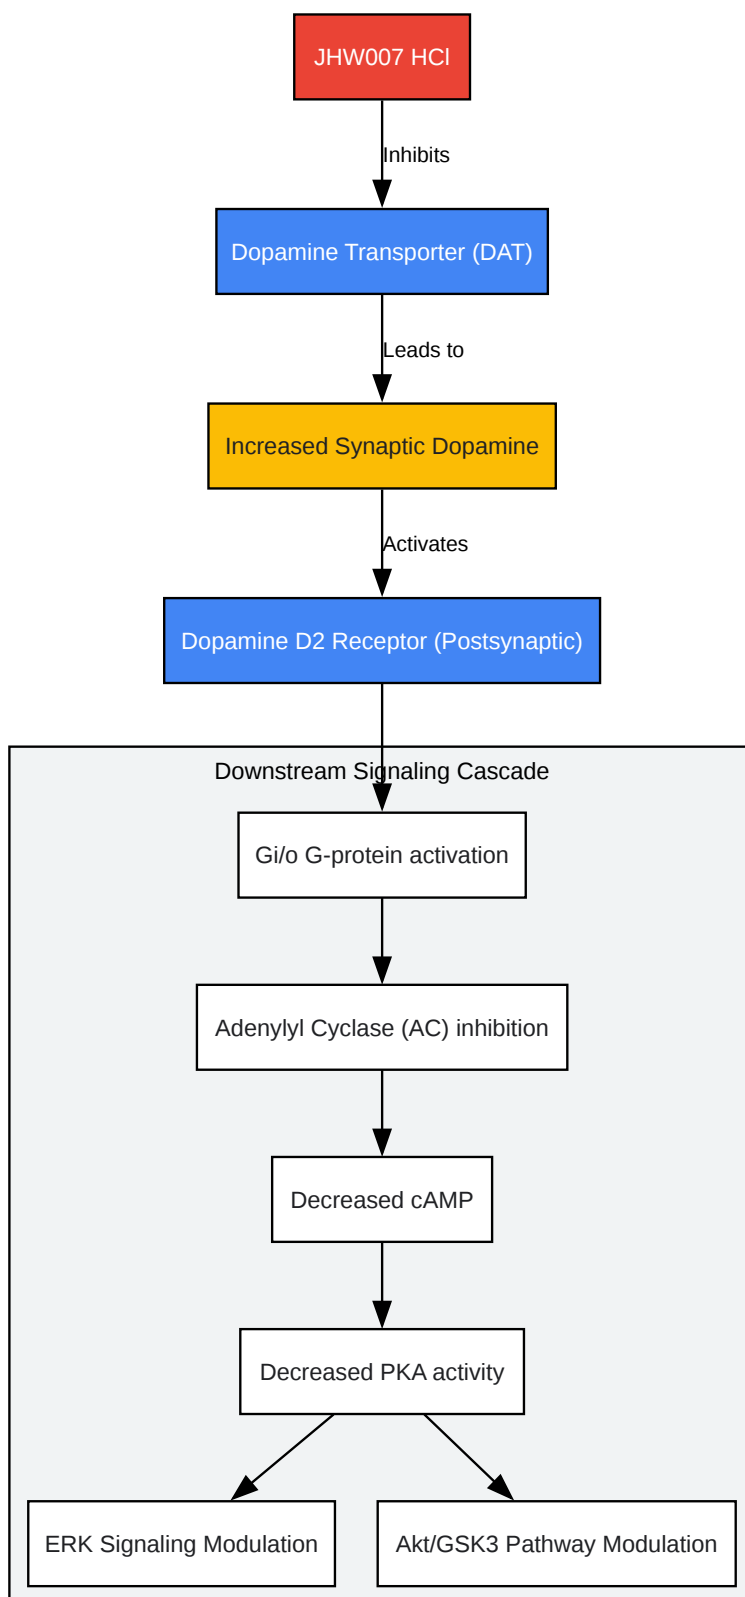 JHW007 HCl
Inhibits
Dopamine Transporter (DAT)
Leads to
Increased Synaptic Dopamine
Activates
Dopamine D2 Receptor (Postsynaptic)
Downstream Signaling Cascade
Gi/o G-protein activation
Adenylyl Cyclase (AC) inhibition
Decreased cAMP
Decreased PKA activity
ERK Signaling Modulation
Akt/GSK3 Pathway Modulation